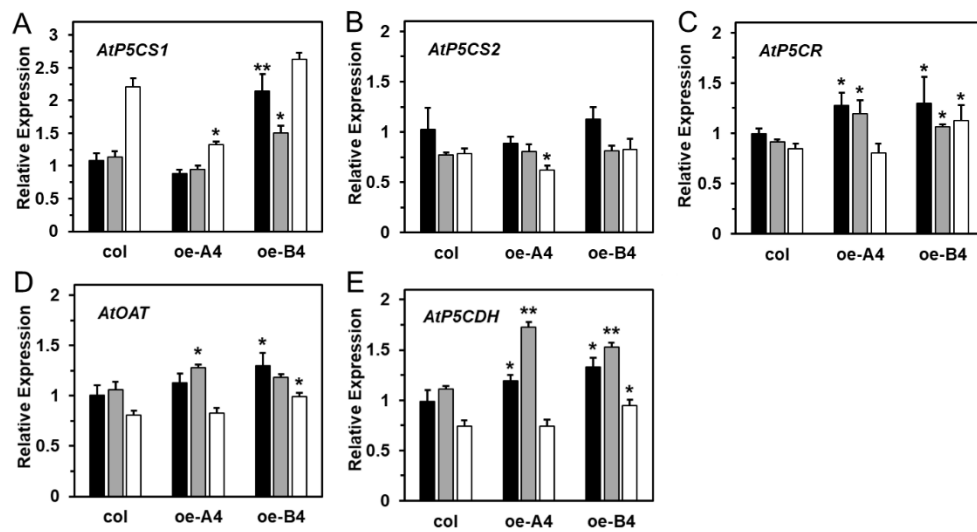 A
AtP5CS1
Relative Expression
3
2.5
2
1.5
1
0.5
0
**
*
*
col
oe-A4
oe-B4
B
AtP5CS2
Relative Expression
2
1.5
1
0.5
0
*
col
oe-A4
oe-B4
C
AtP5CR
Relative Expression
2
1.5
1
0.5
0
*
*
*
*
*
col
oe-A4
oe-B4
D
AtOAT
Relative Expression
2
1.5
1
0.5
0
*
*
*
col
oe-A4
oe-B4
E
AtP5CDH
Relative Expression
2
1.5
1
0.5
0
*
**
*
**
*
col
oe-A4
oe-B4